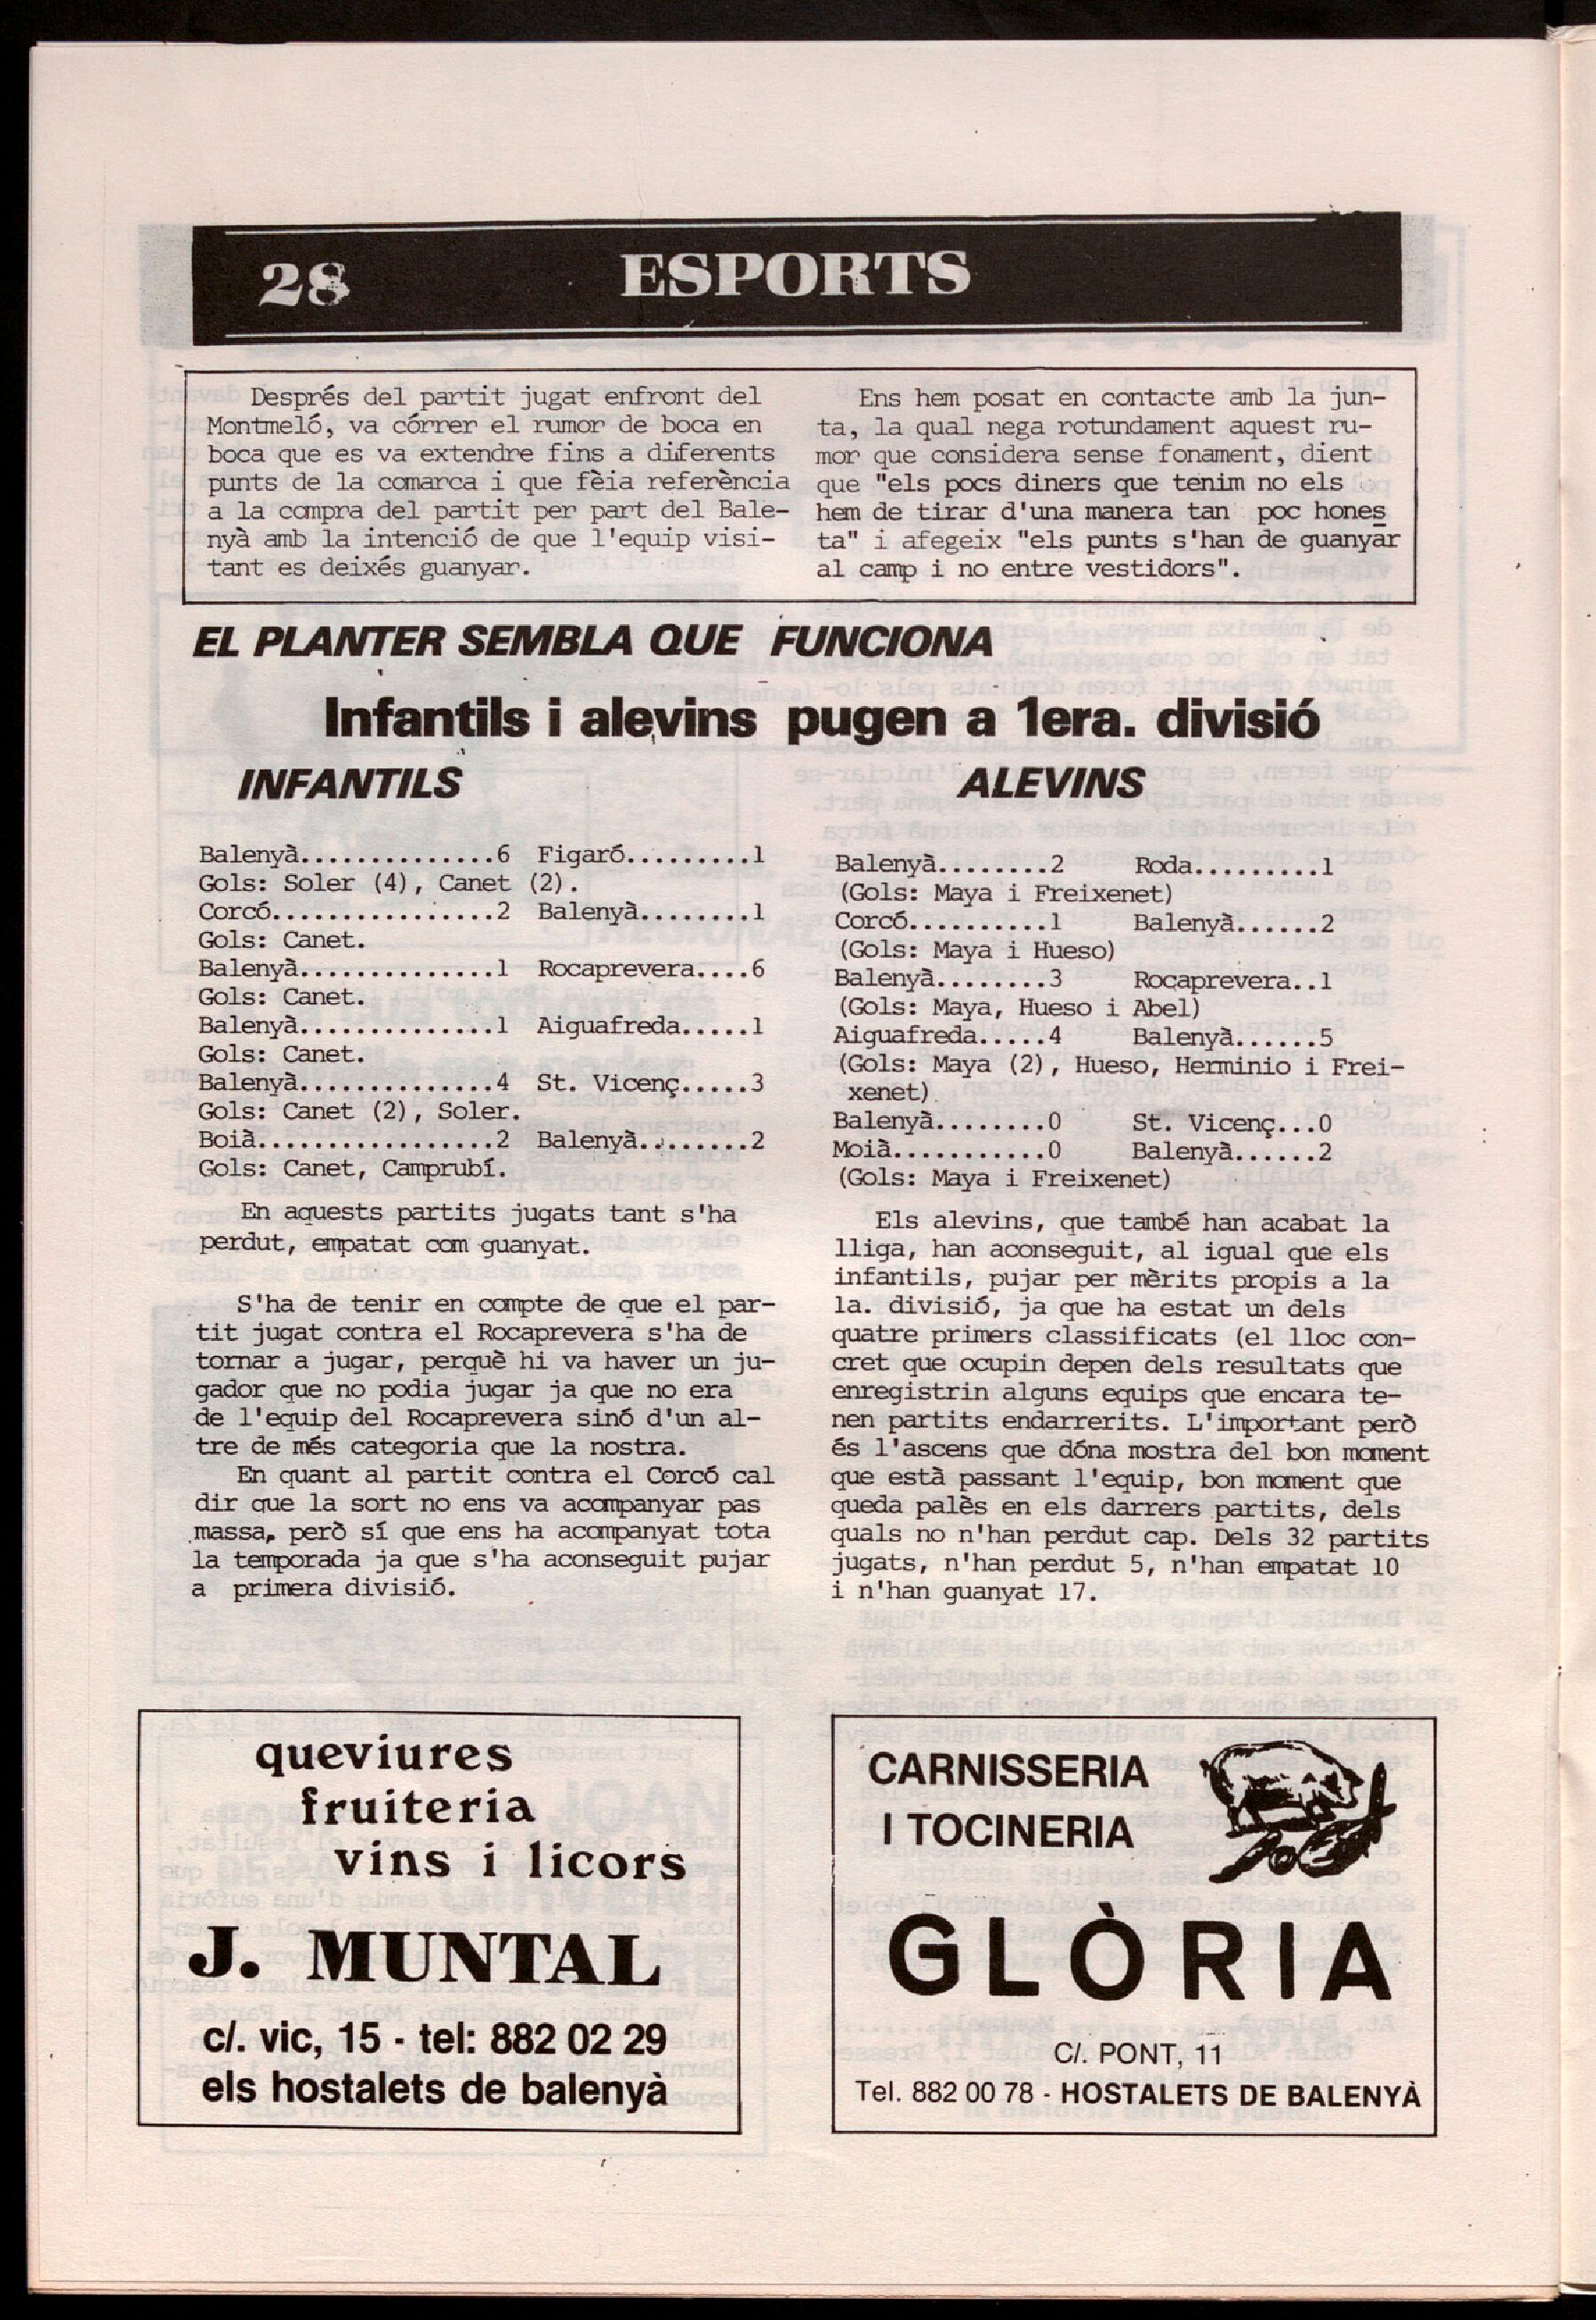 28 ESPORTS
Després del partit jugat enfront del
Montmeló, va córrer el rumor de boca en
boca que es va extendre fins a diferents
punts de la comarca i que fèia referència
a la compra del partit per part del Bale-
nyà amb la intenció de que l'equip visi-
tant es deixés guanyar.
Ens hem posat en contacte amb la jun-
ta, la qual nega rotundament aquest ru-
mor que considera sense fonament, dient
que "els pocs diners que tenim no els
hem de tirar d'una manera tan poc hones
ta" i afegeix "els punts s'han de guanyar
al camp i no entre vestidors".
EL PLANTER SEMBLA QUE FUNCIONA
Infantils i alevins pugen a 1era. divisió
INFANTILS
Balenyà..............6 Figaró.........1
Gols: Soler (4), Canet (2).
Corcó................2 Balenyà........1
Gols: Canet.
Balenyà..............1 Rocaprevera....6
Gols: Canet.
Balenyà..............1 Aiguafreda.....1
Gols: Canet.
Balenyà..............4 St. Vicenç.....3
Gols: Canet (2), Soler.
Boià.................2 Balenyà........2
Gols: Canet, Camprubí.
En aquests partits jugats tant s'ha
perdut, empatat com guanyat.
S'ha de tenir en compte de que el par-
tit jugat contra el Rocaprevera s'ha de
tornar a jugar, perquè hi va haver un ju-
gador que no podia jugar ja que no era
de l'equip del Rocaprevera sinó d'un al-
tre de més categoria que la nostra.
En quant al partit contra el Corcó cal
dir que la sort no ens va acompanyar pas
massa, però sí que ens ha acompanyat tota
la temporada ja que s'ha aconseguit pujar
a primera divisió.
ALEVINS
Balenyà........2 Roda.........1
(Gols: Maya i Freixenet)
Corcó..........1 Balenyà......2
(Gols: Maya i Hueso)
Balenyà........3 Rocaprevera..1
(Gols: Maya, Hueso i Abel)
Aiguafreda.....4 Balenyà......5
(Gols: Maya (2), Hueso, Herminio i Frei-
xenet).
Balenyà........0 St. Vicenç...0
Moià...........0 Balenyà......2
(Gols: Maya i Freixenet)
Els alevins, que també han acabat la
lliga, han aconseguit, al igual que els
infantils, pujar per mèrits propis a la
la. divisió, ja que ha estat un dels
quatre primers classificats (el lloc con-
cret que ocupin depen dels resultats que
enregistrin alguns equips que encara te-
nen partits endarrerits. L'important però
és l'ascens que dóna mostra del bon moment
que està passant l'equip, bon moment que
queda palès en els darrers partits, dels
quals no n'han perdut cap. Dels 32 partits
jugats, n'han perdut 5, n'han empatat 10
i n'han guanyat 17.
queviures
fruiteria
vins i licors
J. MUNTAL
c/. vic, 15 - tel: 882 02 29
els hostalets de balenyà
CARNISSERIA
I TOCINERIA
GLÒRIA
C/. PONT, 11
Tel. 882 00 78 - HOSTALETS DE BALENYÀ